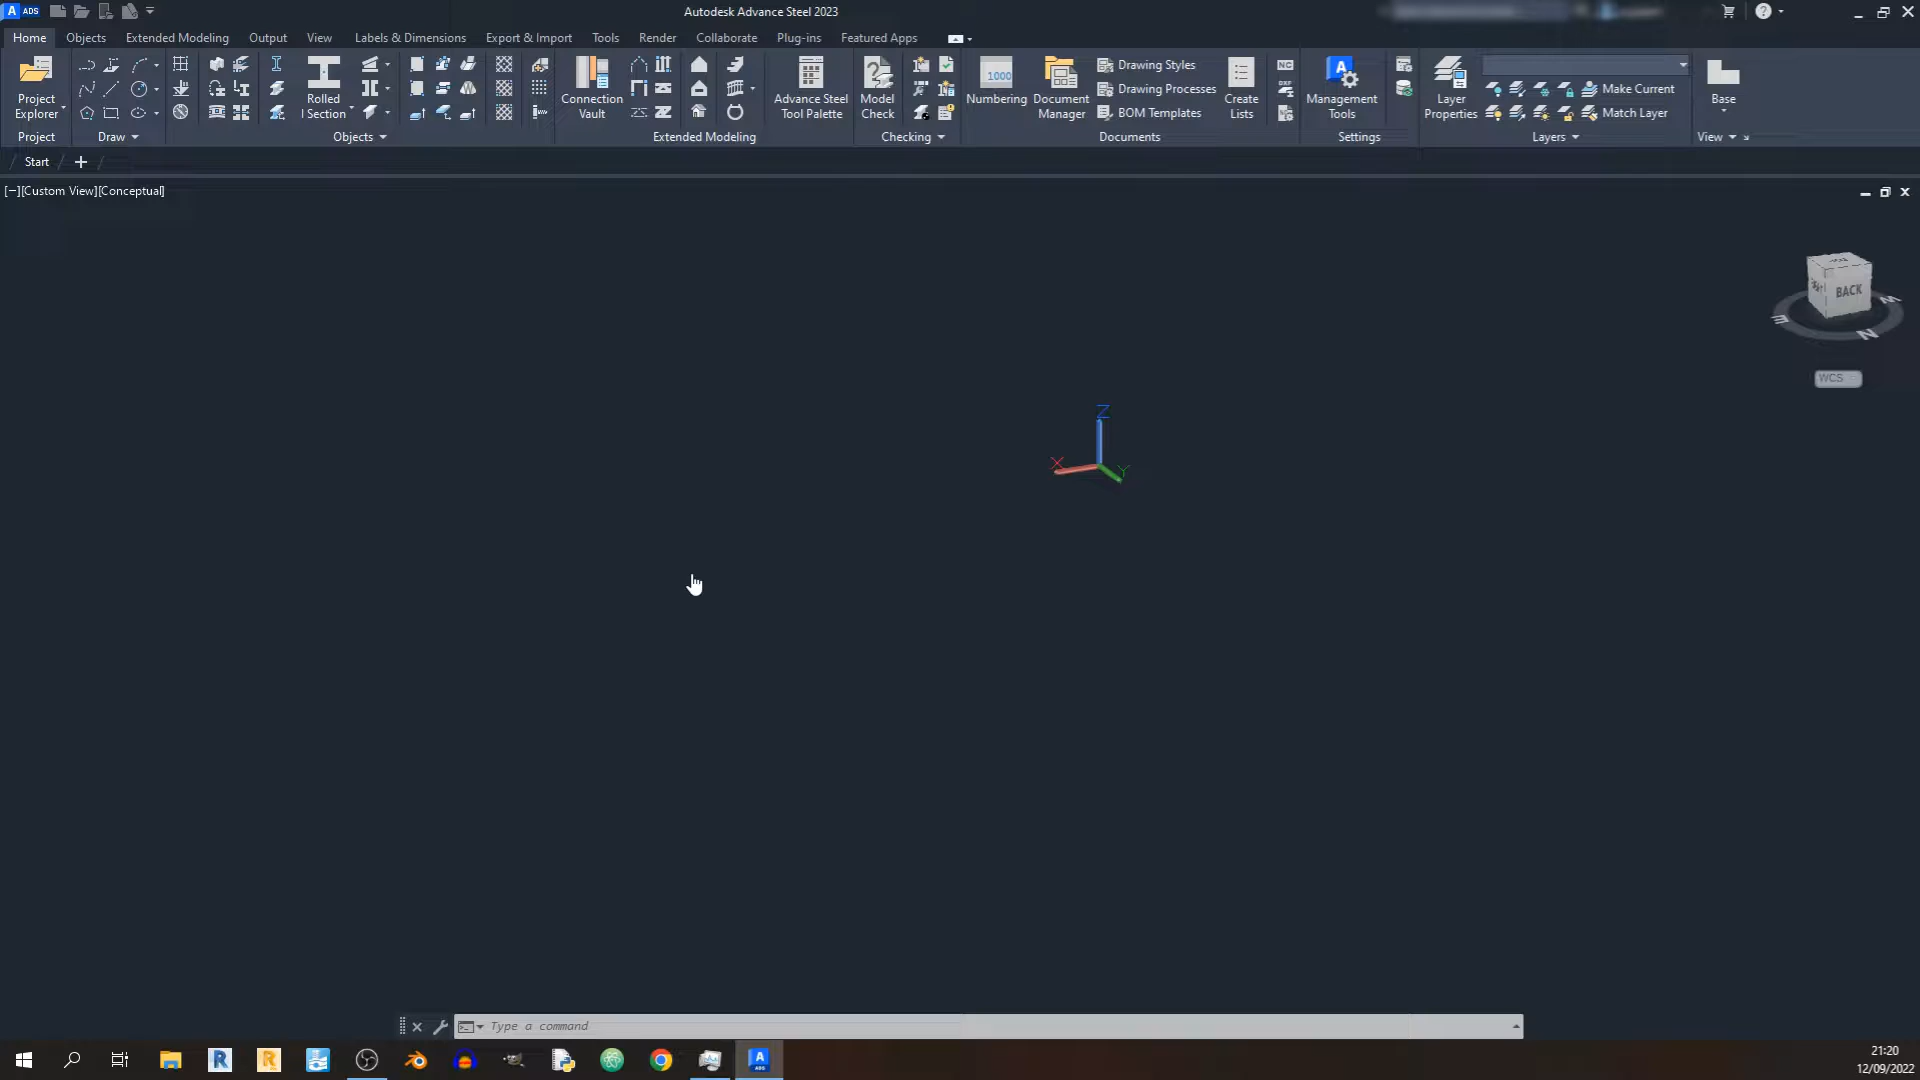 A ADS
Autodesk Advance Steel 2023
Home Objects Extended Modeling Output View Labels & Dimensions Export & Import Tools Render Collaborate Plug-ins Featured Apps
Project Explorer
Rolled I Section
Connection Vault
Advance Steel Tool Palette
Model Check
1000
Numbering
Document Manager
Drawing Styles
Drawing Processes
BOM Templates
Create Lists
NC
DXF
Management Tools
Layer Properties
Make Current
Match Layer
Base
Project Draw Objects Extended Modeling Checking Documents Settings Layers View
Start
[−][Custom View][Conceptual]
BACK
E
N
W
WCS
Z
X
Y
Type a command
21:20
12/09/2022